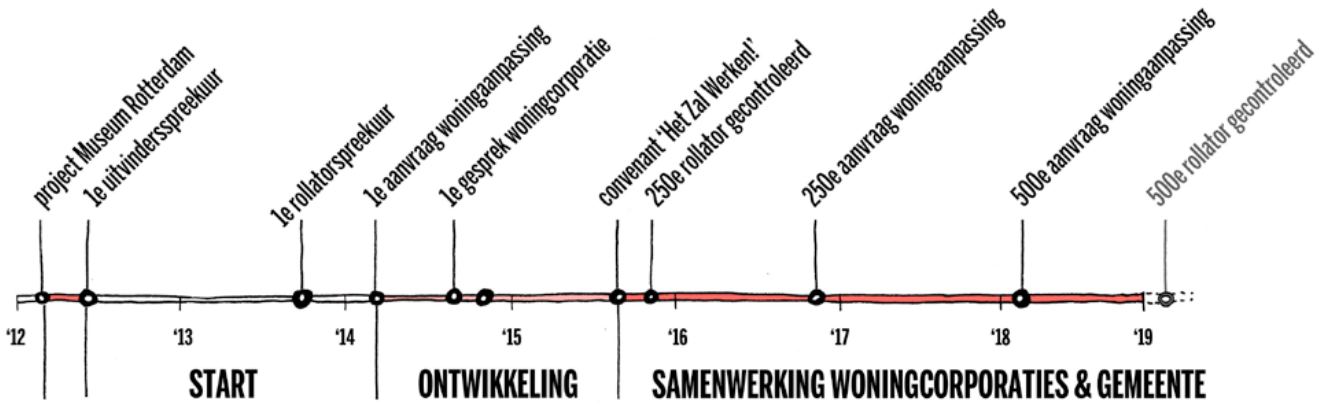 project Museum Rotterdam
1e uitvindersspreekuur
1e rollatorspreekuur
1e aanvraag woningaanpassing
1e gesprek woningcorporatie
convenant ‘Het Zal Werken!’
250e rollator gecontroleerd
250e aanvraag woningaanpassing
500e aanvraag woningaanpassing
500e rollator gecontroleerd
‘12 ‘13 ‘14 ‘15 ‘16 ‘17 ‘18 ‘19
START ONTWIKKELING SAMENWERKING WONINGCORPORATIES & GEMEENTE